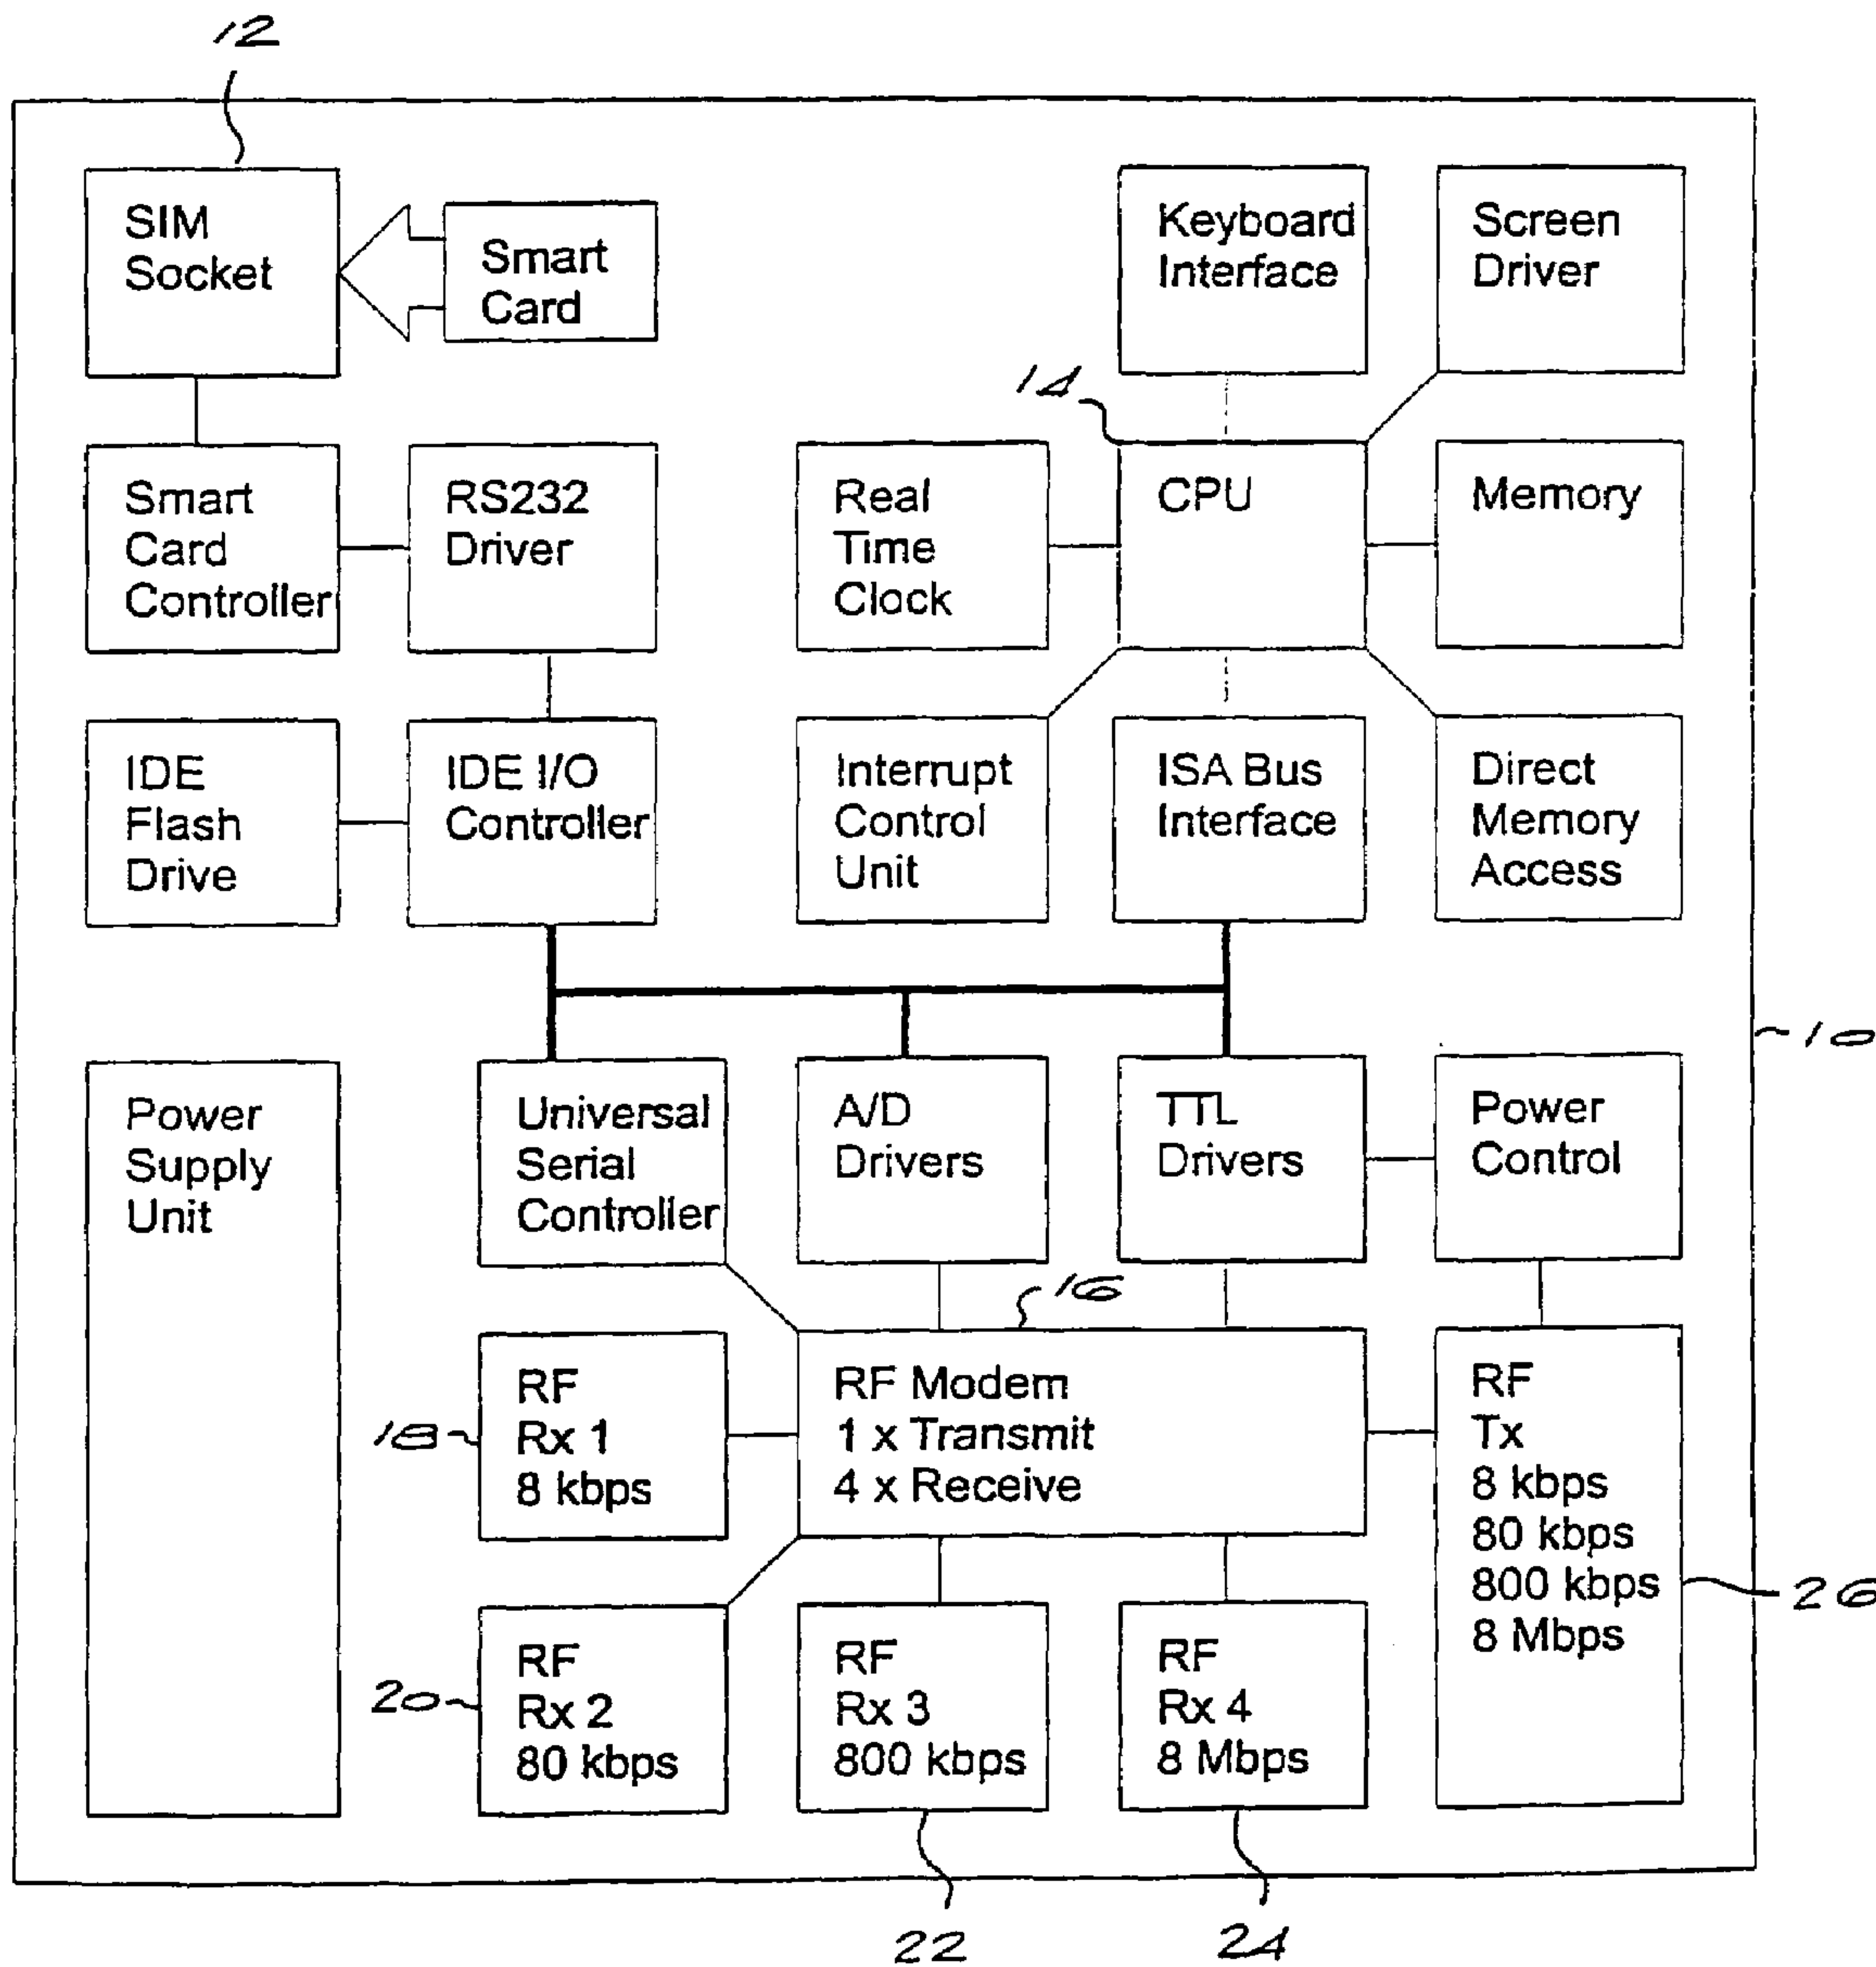 12
SIM
Socket
Smart
Card
Keyboard
Interface
Screen
Driver
14
Smart
Card
Controller
RS232
Driver
Real
Time
Clock
CPU
Memory
IDE
Flash
Drive
IDE I/O
Controller
Interrupt
Control
Unit
ISA Bus
Interface
Direct
Memory
Access
10
Power
Supply
Unit
Universal
Serial
Controller
A/D
Drivers
TTL
Drivers
Power
Control
16
18
RF
Rx 1
8 kbps
RF Modem
1 x Transmit
4 x Receive
RF
Tx
8 kbps
80 kbps
800 kbps
8 Mbps
26
20
RF
Rx 2
80 kbps
RF
Rx 3
800 kbps
RF
Rx 4
8 Mbps
22
24